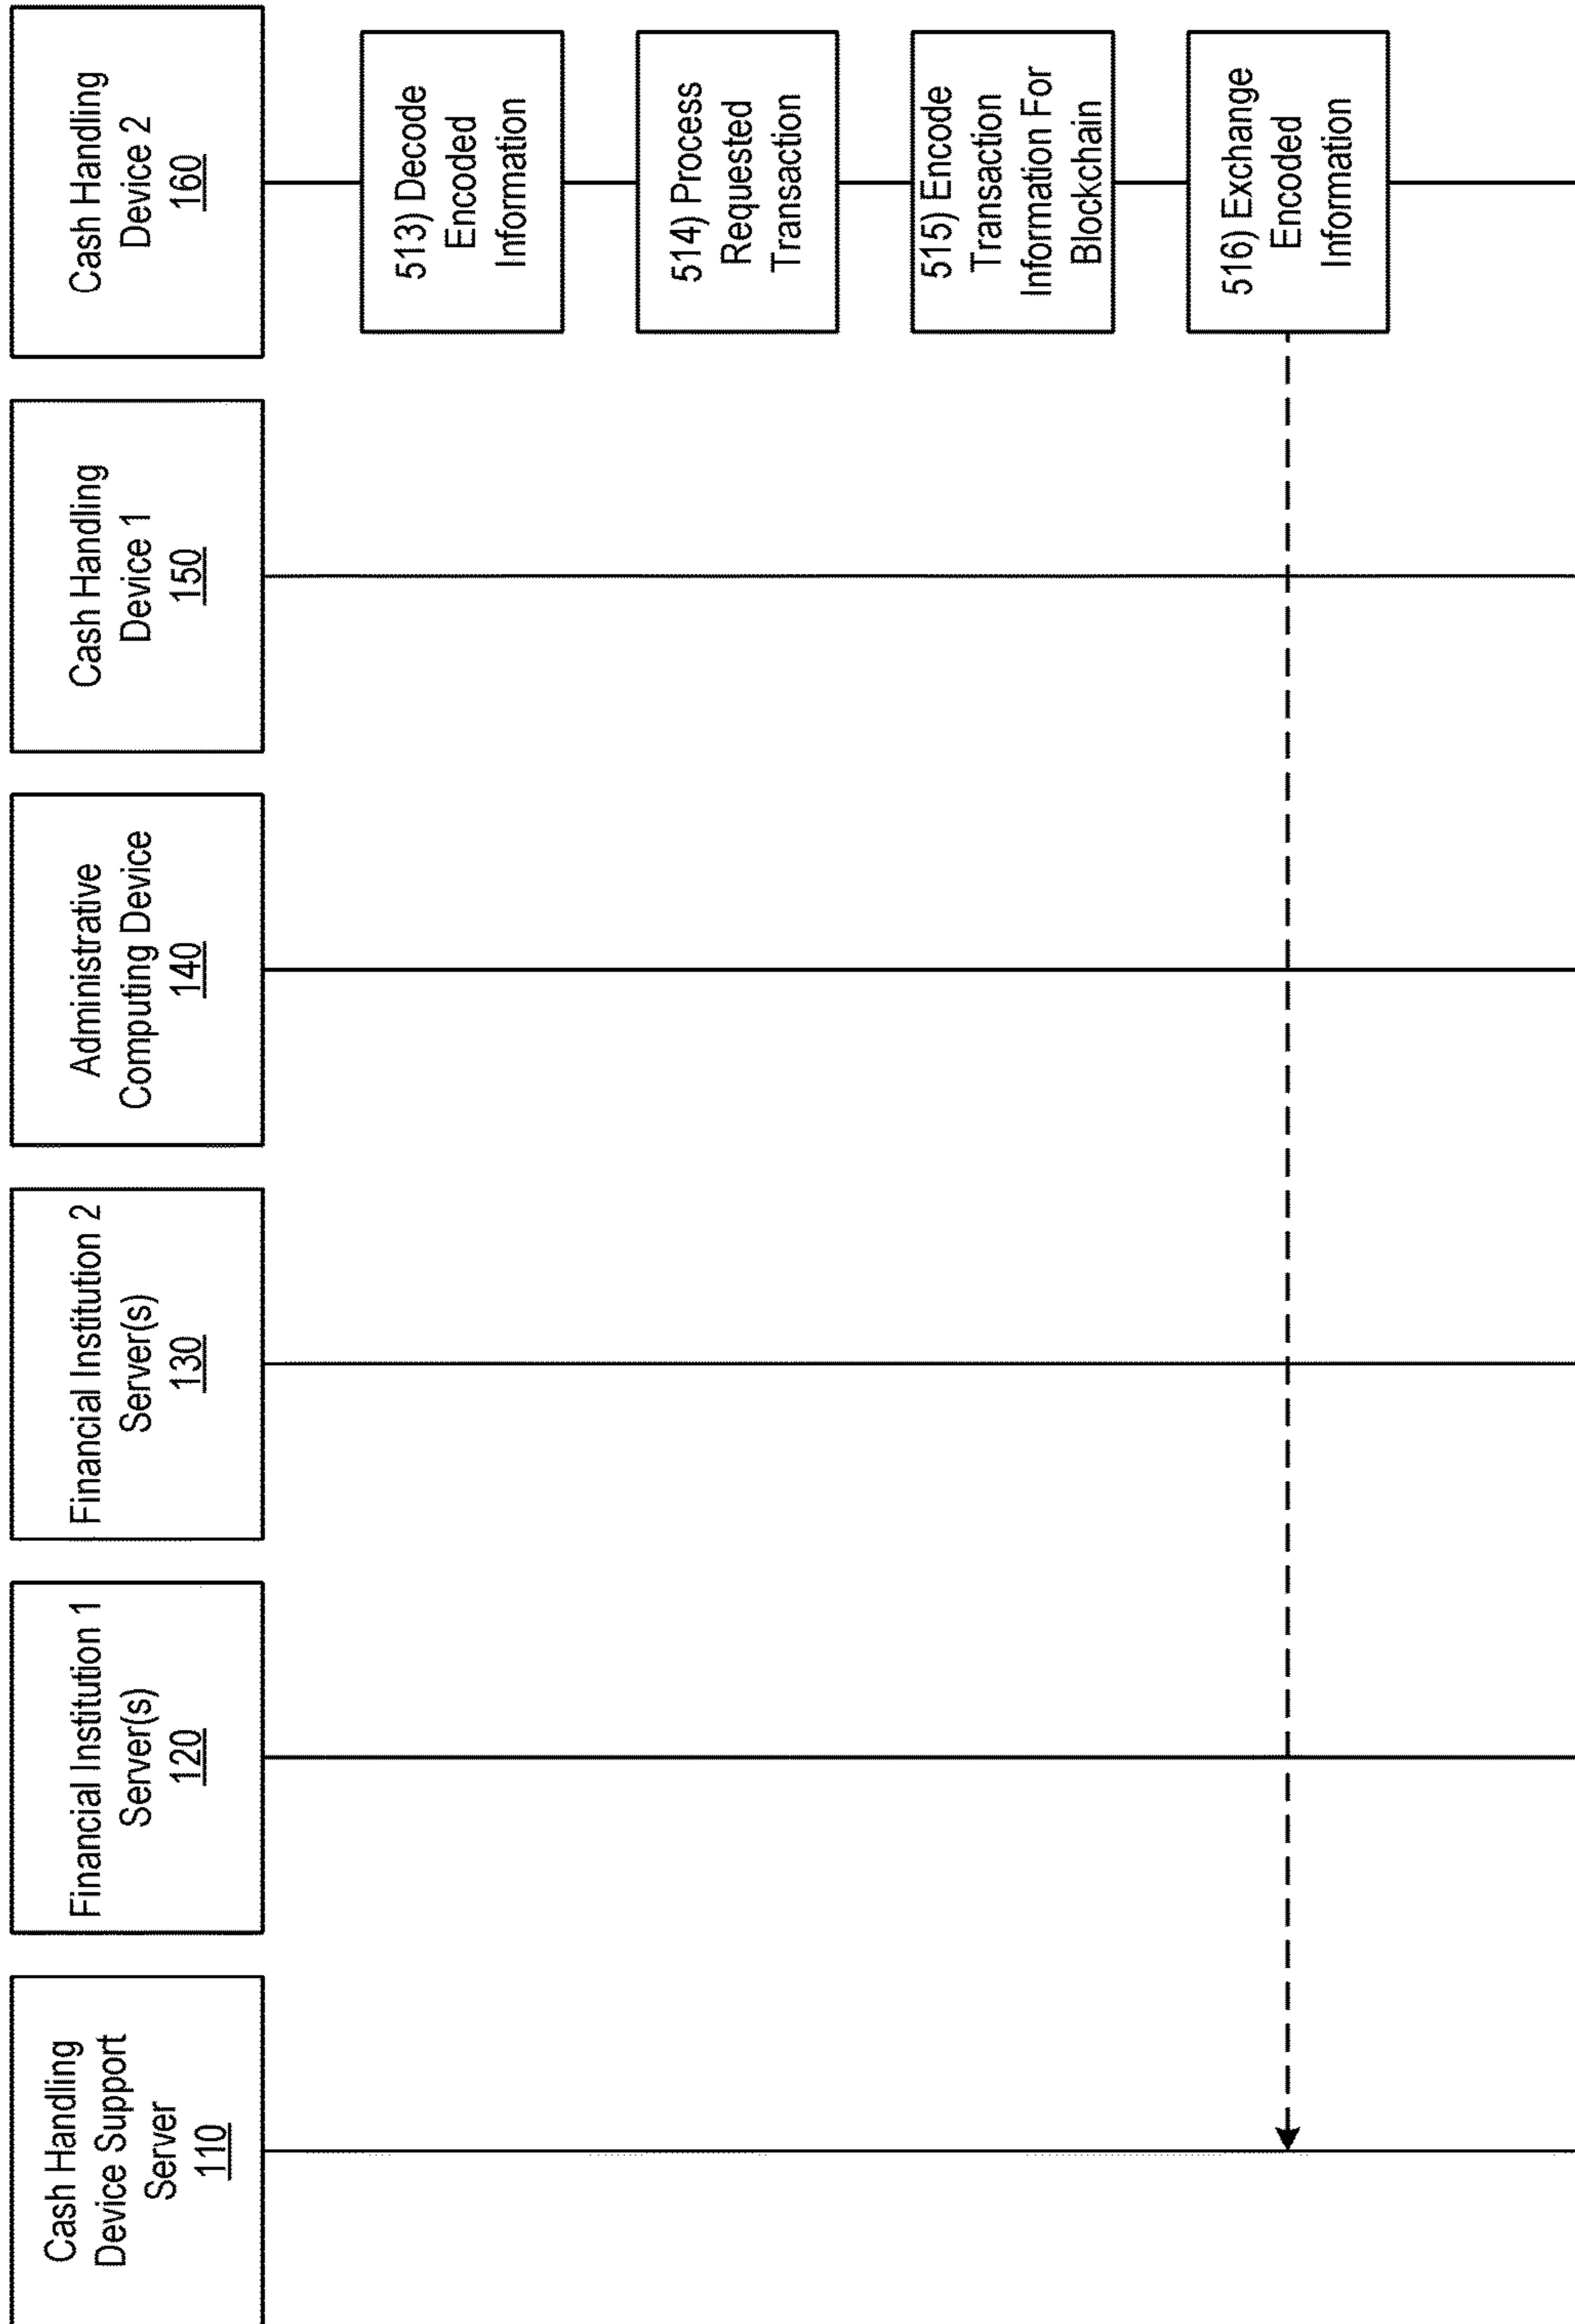 Cash Handling
Device Support
Server
110
Financial Institution 1
Server(s)
120
Financial Institution 2
Server(s)
130
Administrative
Computing Device
140
Cash Handling
Device 1
150
Cash Handling
Device 2
160
513) Decode
Encoded
Information
514) Process
Requested
Transaction
515) Encode
Transaction
Information For
Blockchain
516) Exchange
Encoded
Information